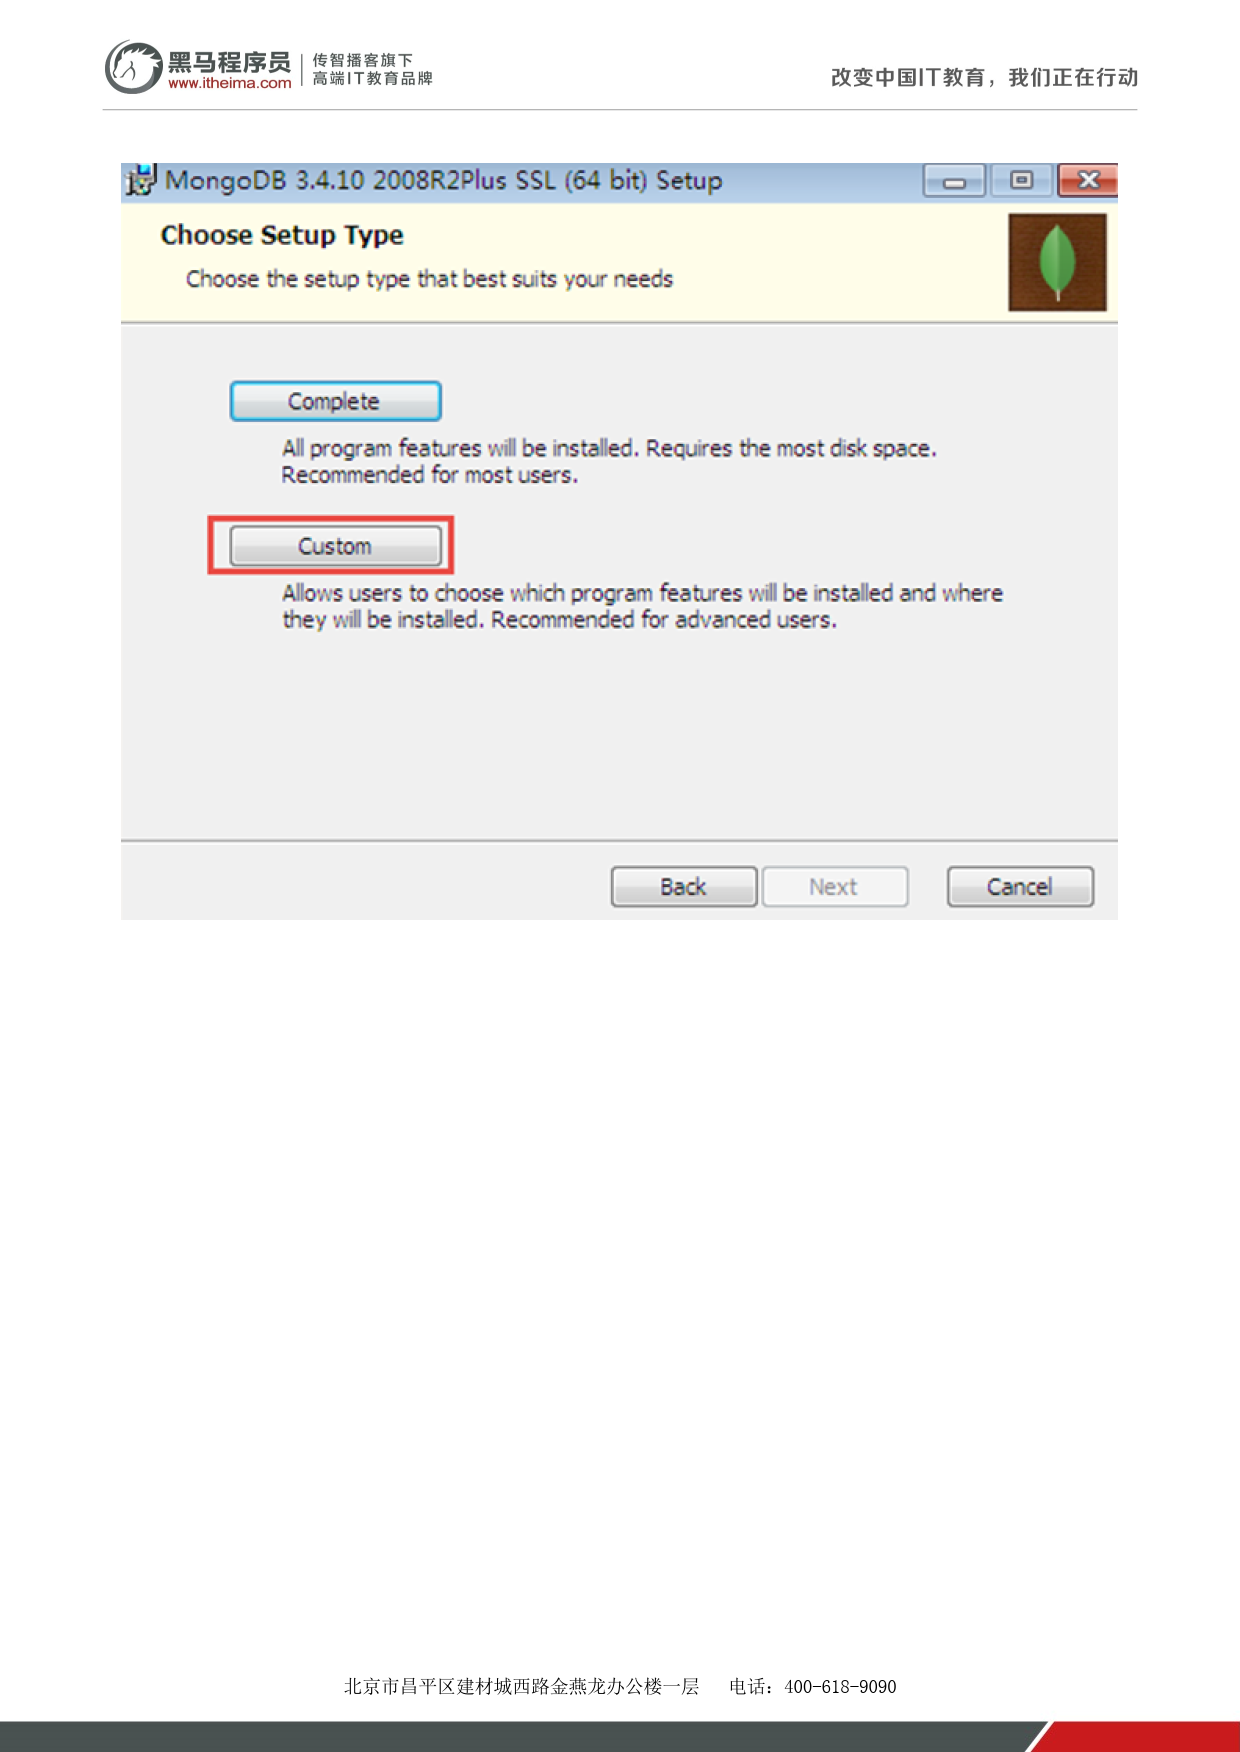 黑马程序员
www.itheima.com
传智播客旗下
高端IT教育品牌
改变中国IT教育，我们正在行动
MongoDB 3.4.10 2008R2Plus SSL (64 bit) Setup
Choose Setup Type
Choose the setup type that best suits your needs
Complete
All program features will be installed. Requires the most disk space.
Recommended for most users.
Custom
Allows users to choose which program features will be installed and where
they will be installed. Recommended for advanced users.
Back
Next
Cancel
北京市昌平区建材城西路金燕龙办公楼一层 电话：400-618-9090